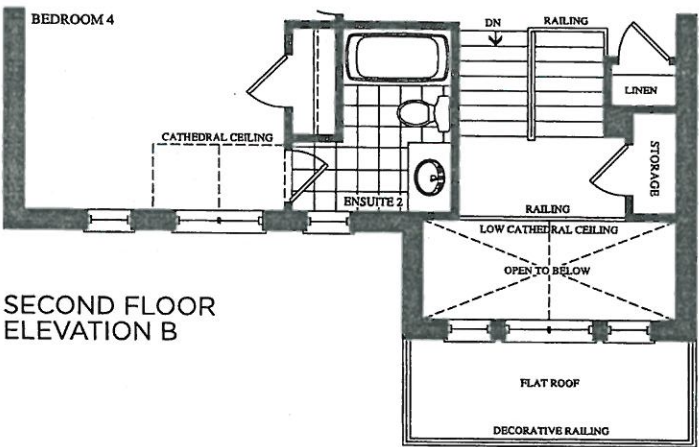 BEDROOM 4
DN
RAILING
LINEN
CATHEDRAL CEILING
STORAGE
ENSUITE 2
RAILING
LOW CATHEDRAL CEILING
OPEN TO BELOW
SECOND FLOOR
ELEVATION B
FLAT ROOF
DECORATIVE RAILING